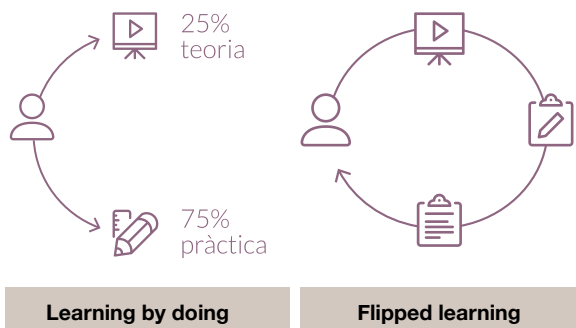 25%
teoria
75%
pràctica
Learning by doing
Flipped learning